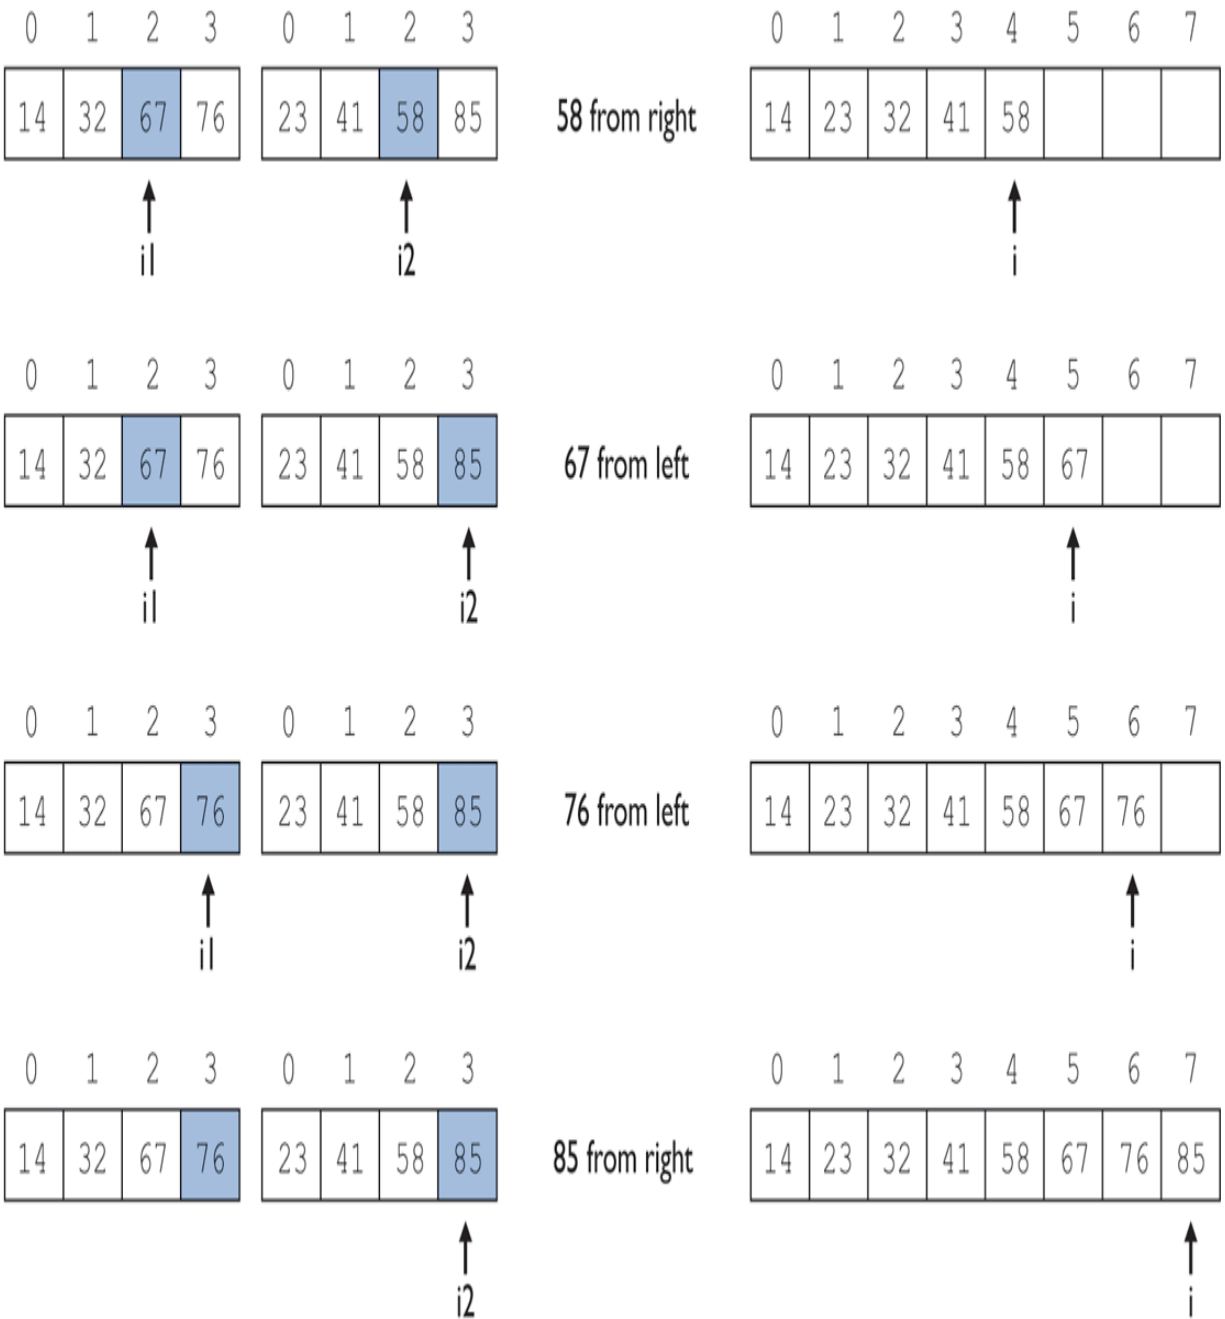 0 1 2 3 0 1 2 3 0 1 2 3 4 5 6 7
14 32 67 76 23 41 58 85 58 from right 14 23 32 41 58
i1 i2 i
0 1 2 3 0 1 2 3 0 1 2 3 4 5 6 7
14 32 67 76 23 41 58 85 67 from left 14 23 32 41 58 67
i1 i2 i
0 1 2 3 0 1 2 3 0 1 2 3 4 5 6 7
14 32 67 76 23 41 58 85 76 from left 14 23 32 41 58 67 76
i1 i2 i
0 1 2 3 0 1 2 3 0 1 2 3 4 5 6 7
14 32 67 76 23 41 58 85 85 from right 14 23 32 41 58 67 76 85
i2 i